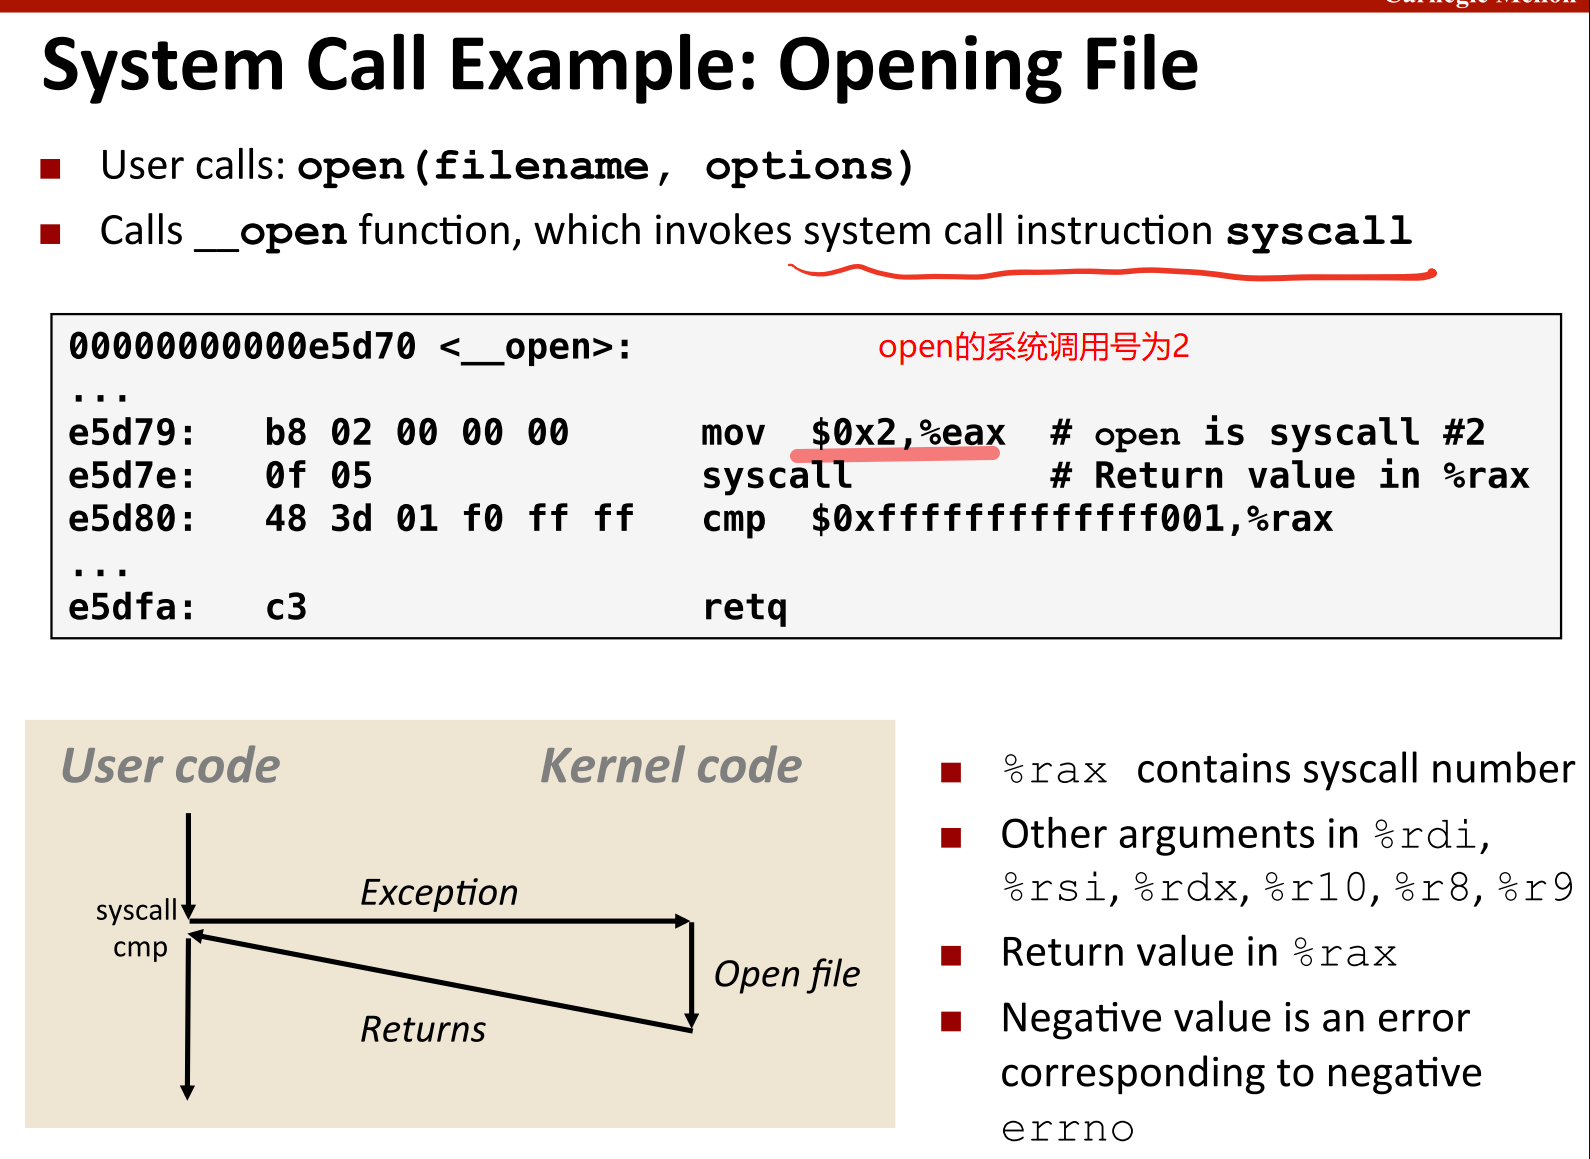 System Call Example: Opening File
■ User calls: open(filename, options)
■ Calls __open function, which invokes system call instruction syscall
00000000000e5d70 <__open>:
open的系统调用号为2
...
e5d79: b8 02 00 00 00 mov $0x2,%eax # open is syscall #2
e5d7e: 0f 05 syscall # Return value in %rax
e5d80: 48 3d 01 f0 ff ff cmp $0xfffffffffffff001,%rax
...
e5dfa: c3 retq
User code
Kernel code
syscall
cmp
Exception
Open file
Returns
■ %rax contains syscall number
■ Other arguments in %rdi,
%rsi, %rdx, %r10, %r8, %r9
■ Return value in %rax
■ Negative value is an error
corresponding to negative
errno